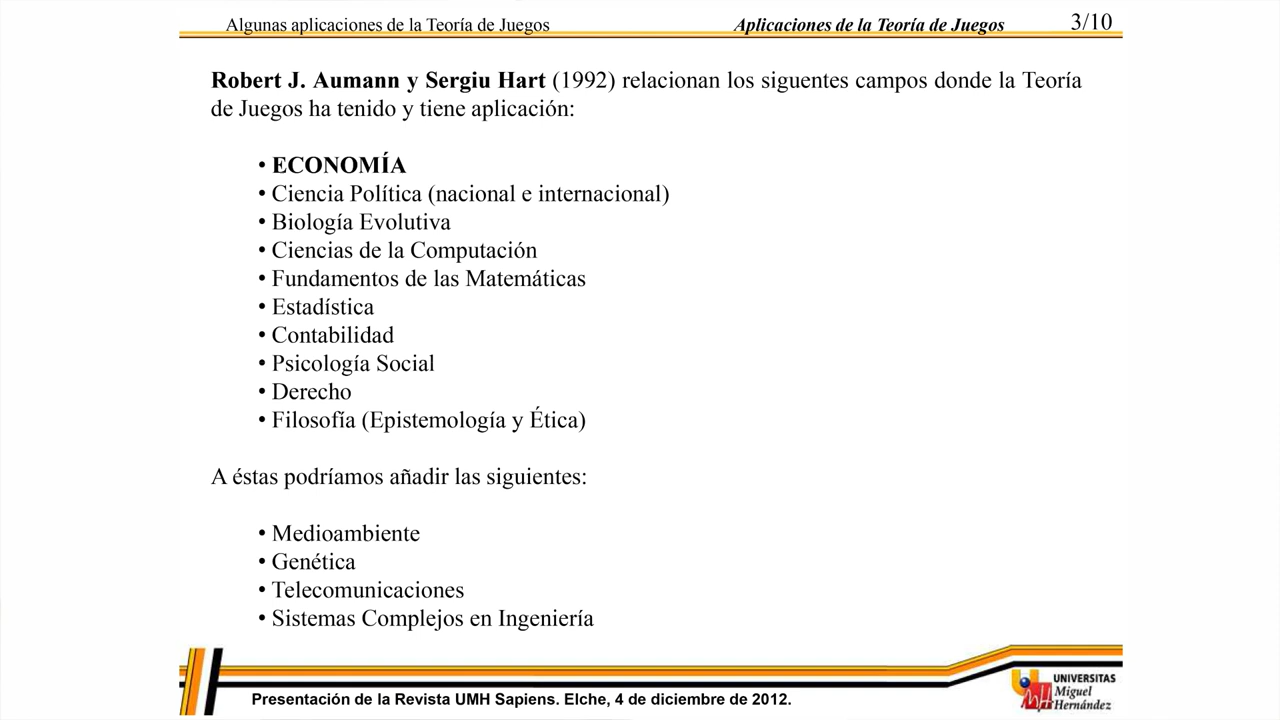 Algunas aplicaciones de la Teoría de Juegos
Aplicaciones de la Teoría de Juegos
3/10
Robert J. Aumann y Sergiu Hart (1992) relacionan los siguentes campos donde la Teoría
de Juegos ha tenido y tiene aplicación:
• ECONOMÍA
• Ciencia Política (nacional e internacional)
• Biología Evolutiva
• Ciencias de la Computación
• Fundamentos de las Matemáticas
• Estadística
• Contabilidad
• Psicología Social
• Derecho
• Filosofía (Epistemología y Ética)
A éstas podríamos añadir las siguientes:
• Medioambiente
• Genética
• Telecomunicaciones
• Sistemas Complejos en Ingeniería
Presentación de la Revista UMH Sapiens. Elche, 4 de diciembre de 2012.
UNIVERSITAS
Miguel
Hernández